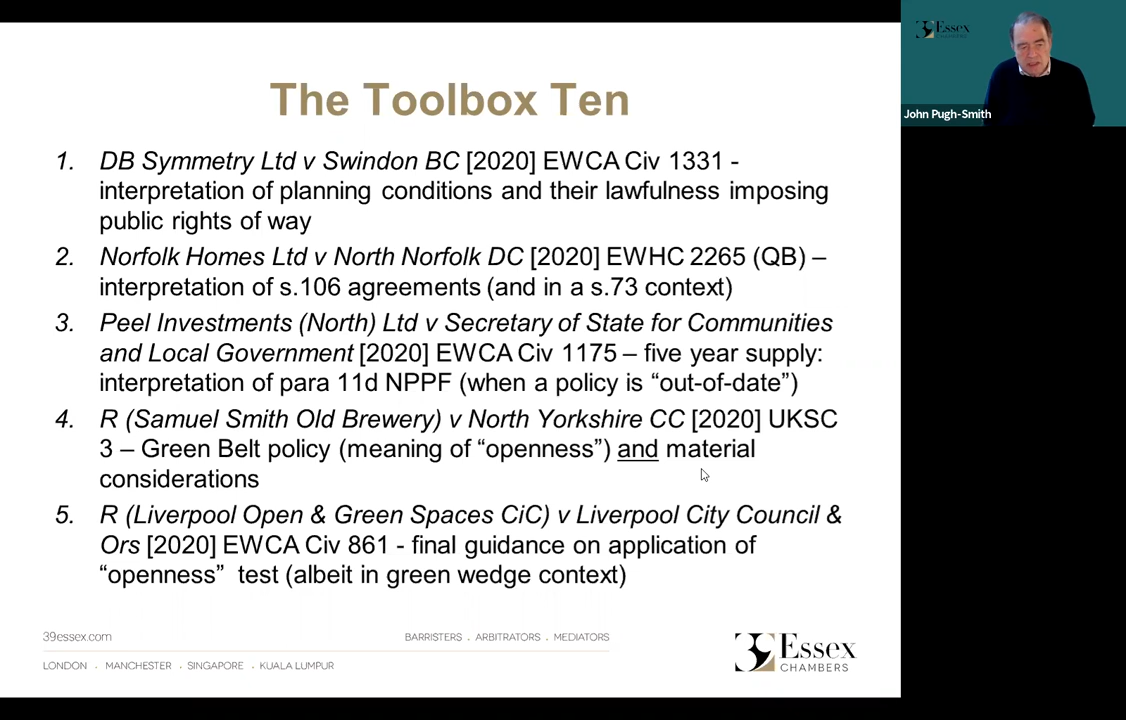 The Toolbox Ten
1. DB Symmetry Ltd v Swindon BC [2020] EWCA Civ 1331 -
interpretation of planning conditions and their lawfulness imposing
public rights of way
2. Norfolk Homes Ltd v North Norfolk DC [2020] EWHC 2265 (QB) –
interpretation of s.106 agreements (and in a s.73 context)
3. Peel Investments (North) Ltd v Secretary of State for Communities
and Local Government [2020] EWCA Civ 1175 – five year supply:
interpretation of para 11d NPPF (when a policy is “out-of-date”)
4. R (Samuel Smith Old Brewery) v North Yorkshire CC [2020] UKSC
3 – Green Belt policy (meaning of “openness”) and material
considerations
5. R (Liverpool Open & Green Spaces CiC) v Liverpool City Council &
Ors [2020] EWCA Civ 861 - final guidance on application of
“openness” test (albeit in green wedge context)
39essex.com
BARRISTERS . ARBITRATORS . MEDIATORS
LONDON . MANCHESTER . SINGAPORE . KUALA LUMPUR
39 Essex
CHAMBERS
39 Essex
CHAMBERS
John Pugh-Smith